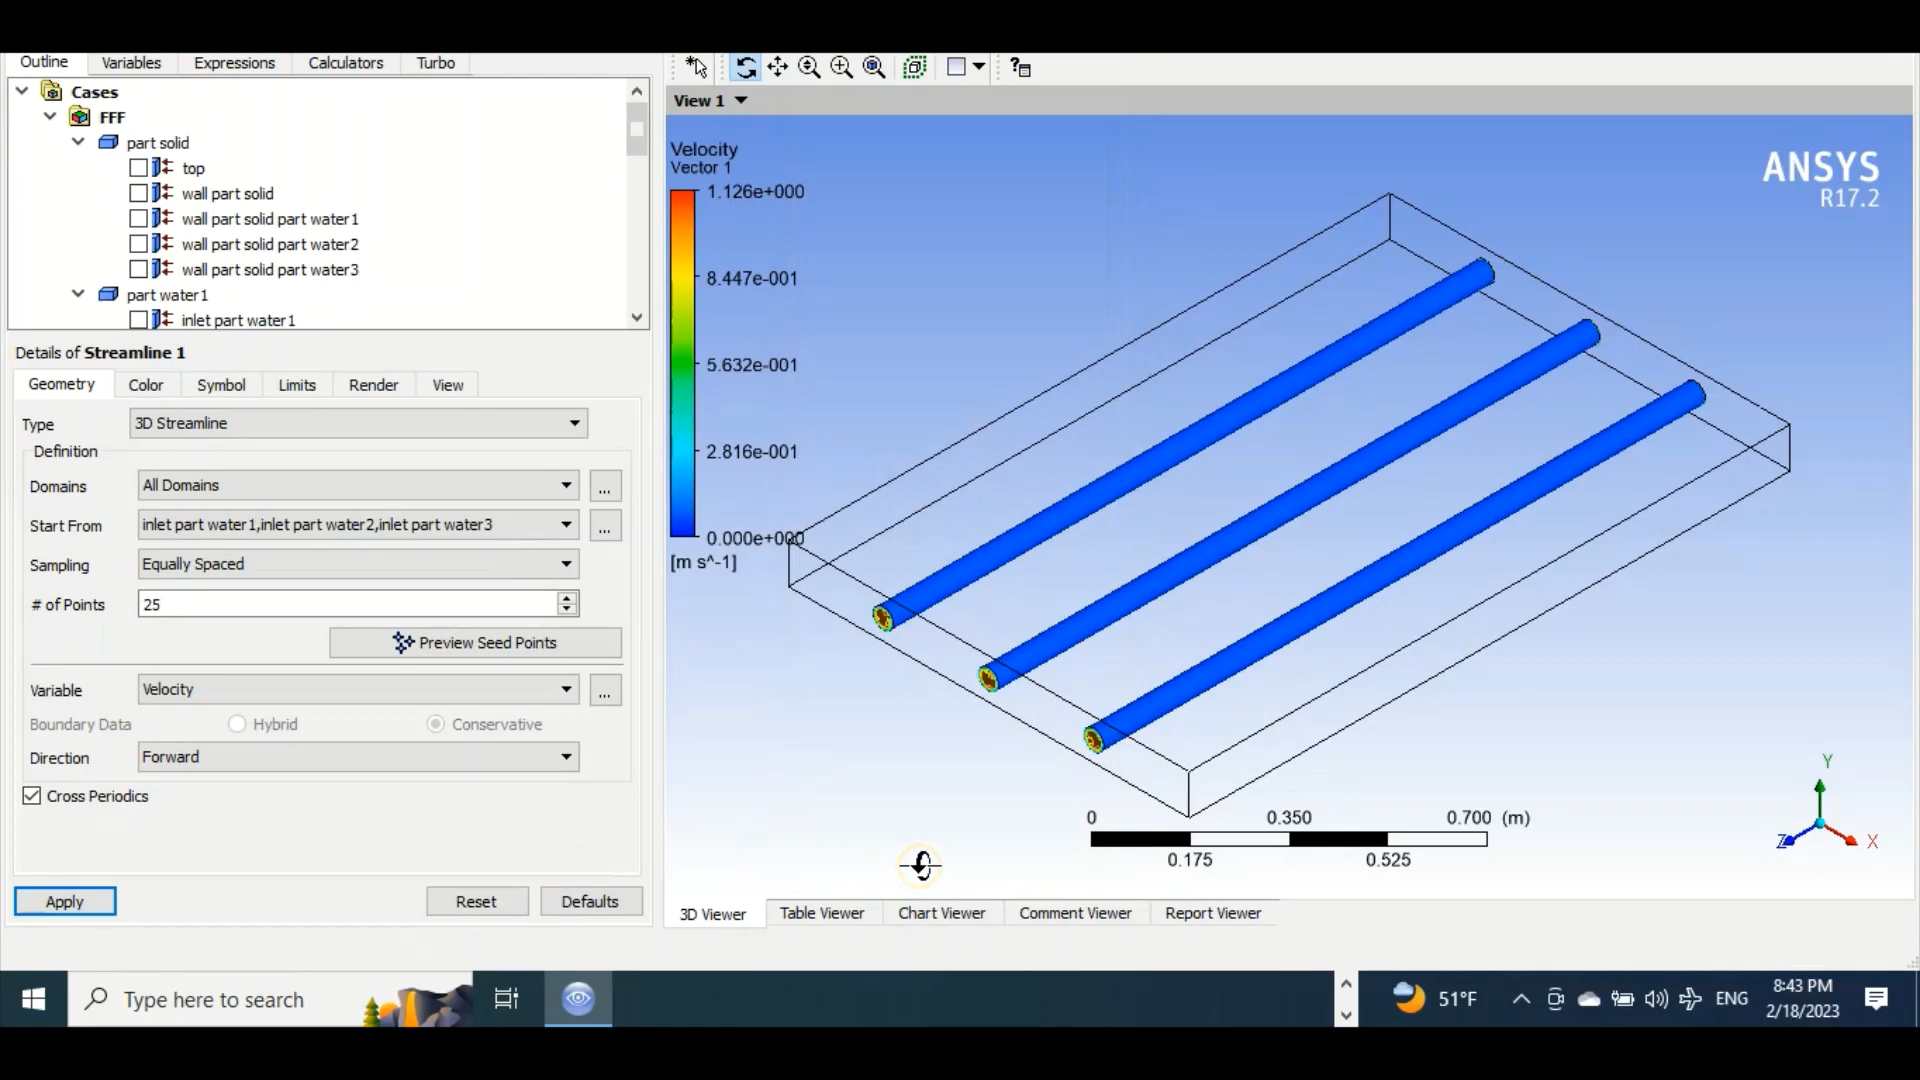 Outline Variables Expressions Calculators Turbo
Cases
FFF
part solid
top
wall part solid
wall part solid part water1
wall part solid part water2
wall part solid part water3
part water1
inlet part water1
Details of Streamline 1
Geometry Color Symbol Limits Render View
Type 3D Streamline
Definition
Domains All Domains ...
Start From inlet part water1,inlet part water2,inlet part water3 ...
Sampling Equally Spaced
# of Points 25
Preview Seed Points
Variable Velocity ...
Boundary Data Hybrid Conservative
Direction Forward
Cross Periodics
Apply Reset Defaults
View 1
Velocity
Vector 1
1.126e+000
8.447e-001
5.632e-001
2.816e-001
0.000e+000
[m s^-1]
ANSYS
R17.2
0 0.350 0.700 (m)
0.175 0.525
Y
Z X
3D Viewer Table Viewer Chart Viewer Comment Viewer Report Viewer
Type here to search
51°F
ENG
8:43 PM
2/18/2023